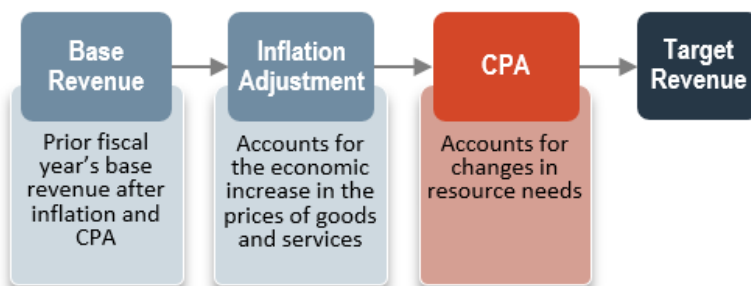 Base
Revenue
Prior fiscal
year's base
revenue after
inflation and
CPA
Inflation
Adjustment
Accounts for
the economic
increase in the
prices of goods
and services
CPA
Accounts for
changes in
resource needs
Target
Revenue